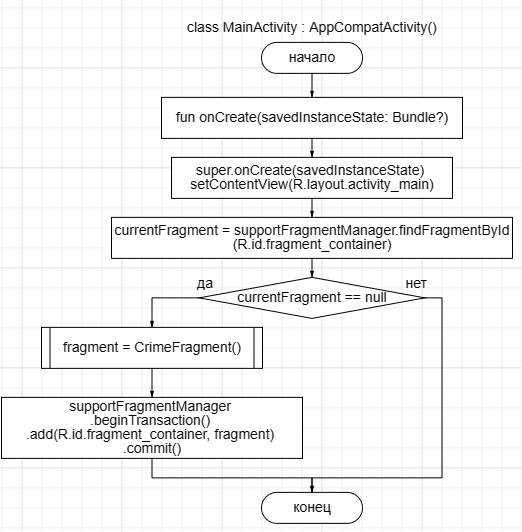 class MainActivity : AppCompatActivity()
начало
fun onCreate(savedInstanceState: Bundle?)
super.onCreate(savedInstanceState)
setContentView(R.layout.activity_main)
currentFragment = supportFragmentManager.findFragmentById
(R.id.fragment_container)
да
нет
currentFragment == null
fragment = CrimeFragment()
supportFragmentManager
.beginTransaction()
.add(R.id.fragment_container, fragment)
.commit()
конец